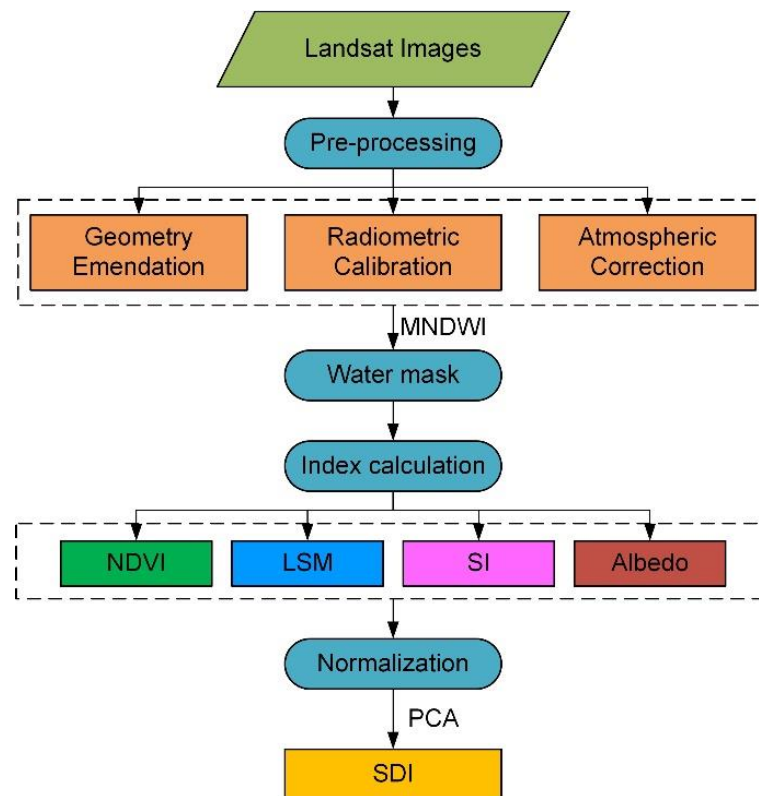 Landsat Images
Pre-processing
Geometry
Emendation
Radiometric
Calibration
Atmospheric
Correction
MNDWI
Water mask
Index calculation
NDVI
LSM
SI
Albedo
Normalization
PCA
SDI